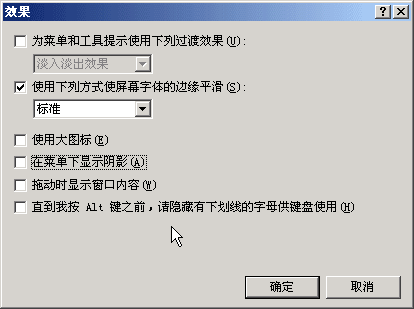 效果
为菜单和工具提示使用下列过渡效果(U):
淡入淡出效果
使用下列方式使屏幕字体的边缘平滑(S):
标准
使用大图标(E)
在菜单下显示阴影(A)
拖动时显示窗口内容(W)
直到我按 Alt 键之前，请隐藏有下划线的字母供键盘使用(H)
确定
取消